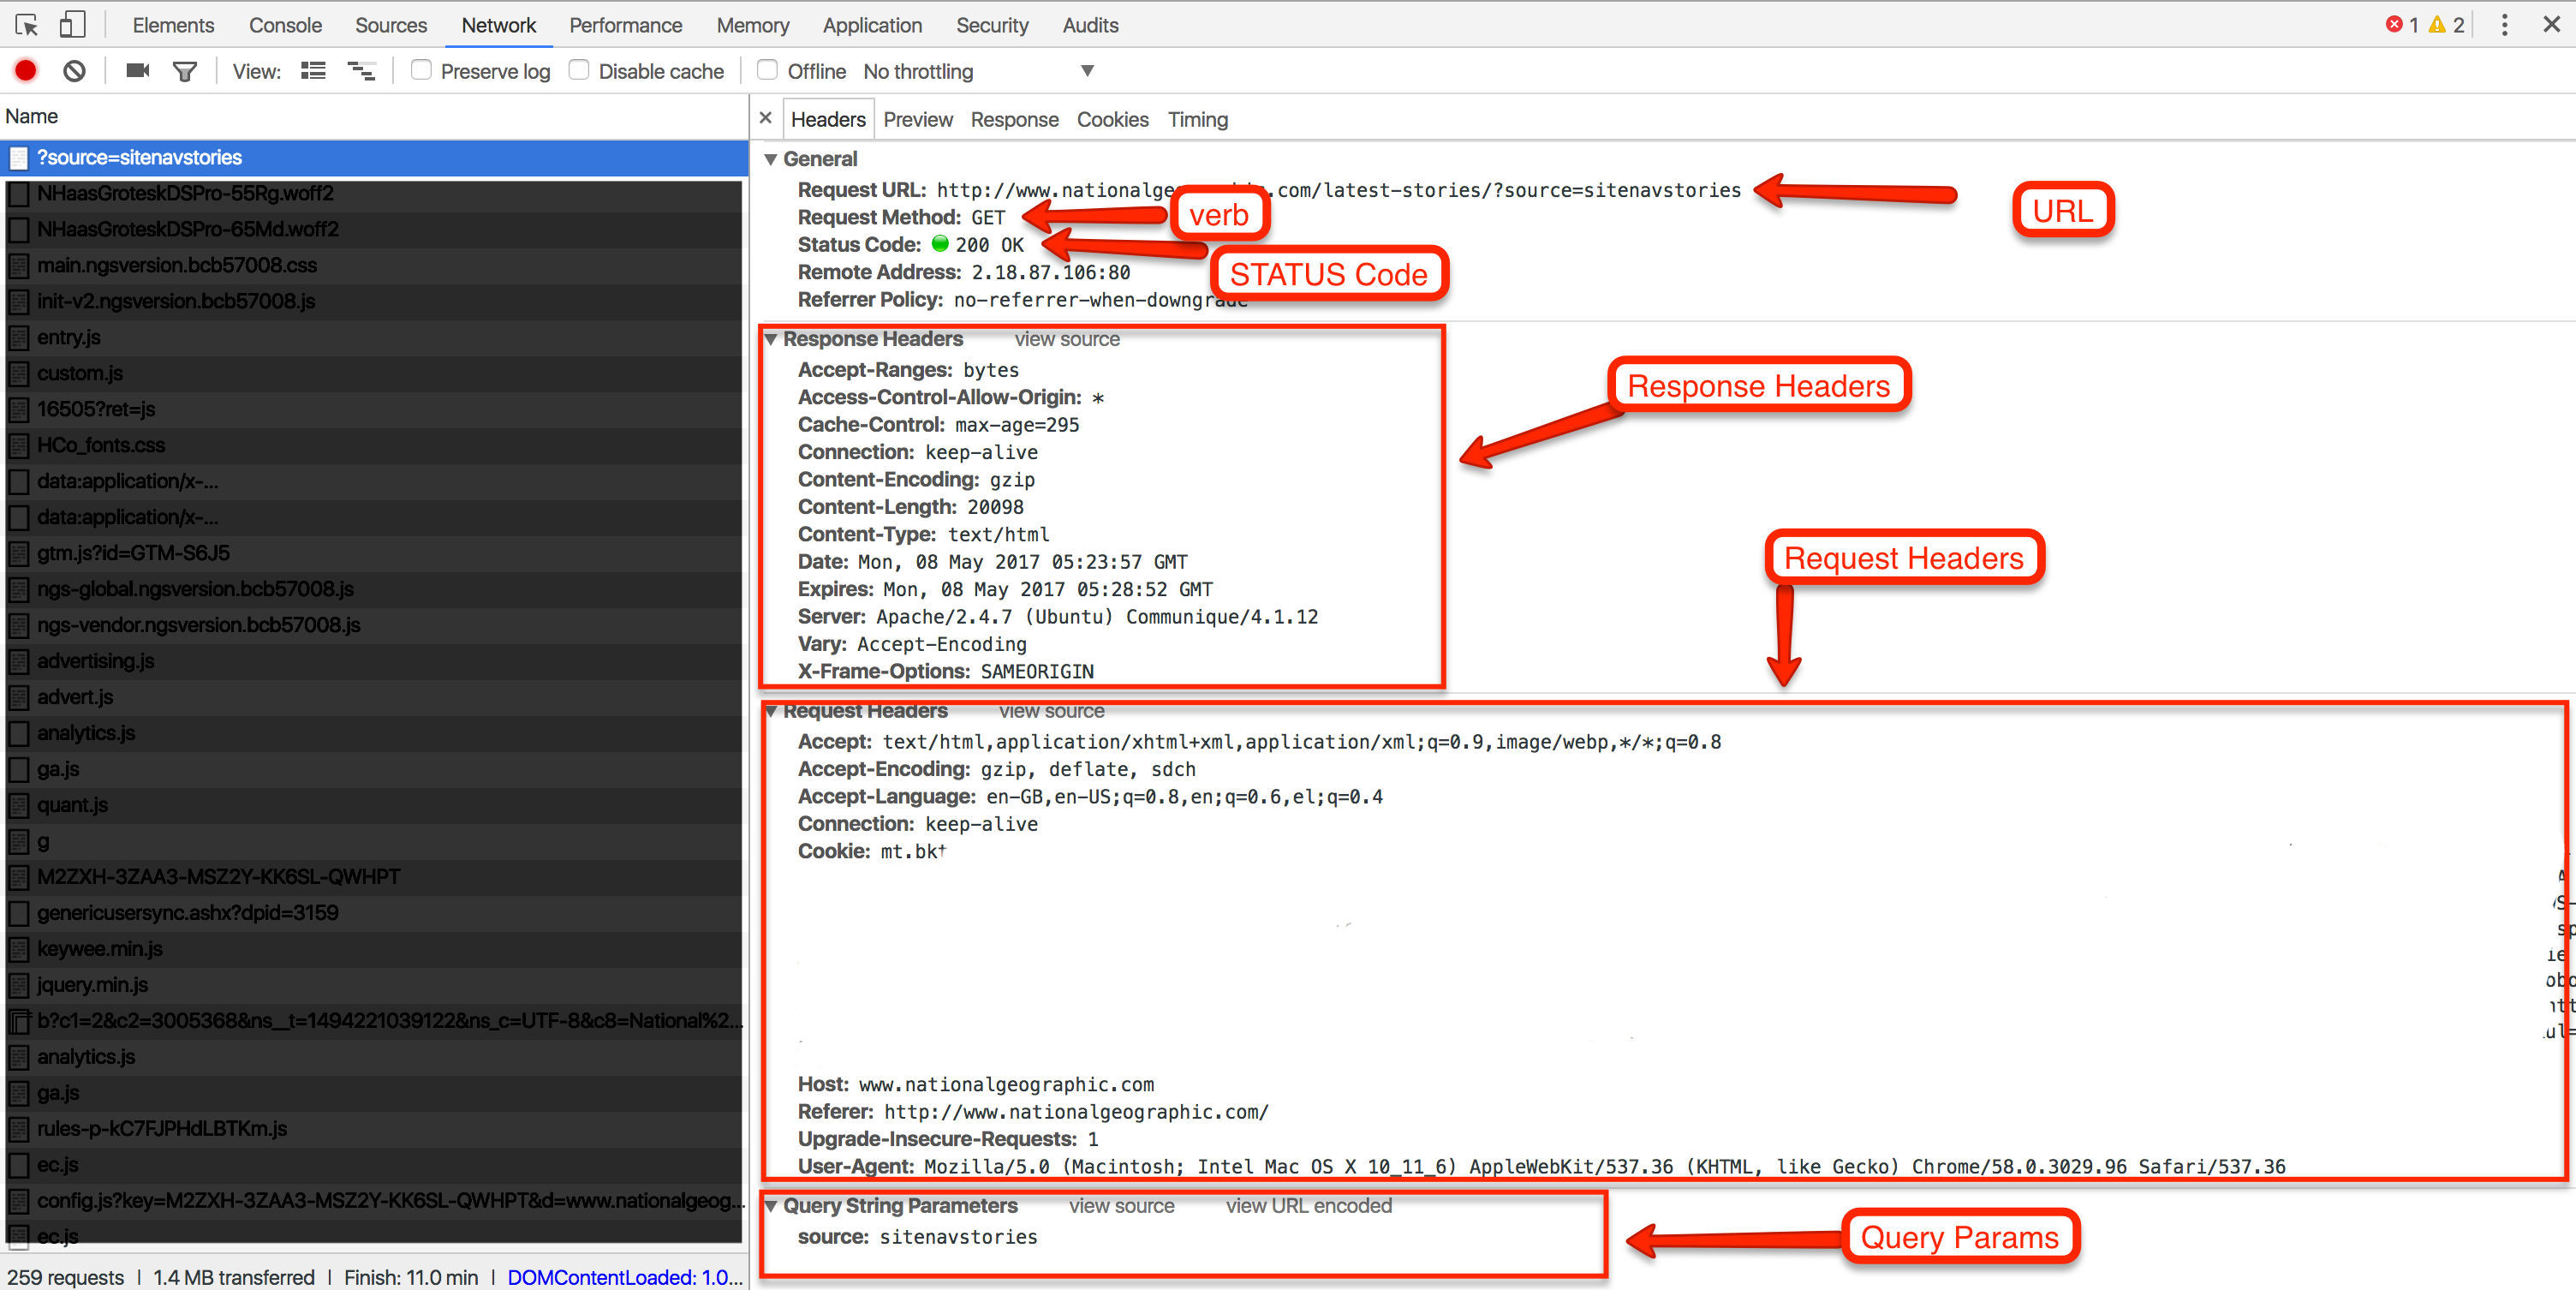 Elements Console Sources Network Performance Memory Application Security Audits 1 2
View: Preserve log Disable cache Offline No throttling
Name
?source=sitenavstories
NHaasGroteskDSPro-55Rg.woff2
NHaasGroteskDSPro-65Md.woff2
main.ngsversion.bcb57008.css
init-v2.ngsversion.bcb57008.js
entry.js
custom.js
16505?ret=js
HCo_fonts.css
data:application/x-...
data:application/x-...
gtm.js?id=GTM-S6J5
ngs-global.ngsversion.bcb57008.js
ngs-vendor.ngsversion.bcb57008.js
advertising.js
advert.js
analytics.js
ga.js
quant.js
g
M2ZXH-3ZAA3-MSZ2Y-KK6SL-QWHPT
genericusersync.ashx?dpid=3159
keywee.min.js
jquery.min.js
b?c1=2&c2=3005368&ns__t=1494221039122&ns_c=UTF-8&c8=National%2...
analytics.js
ga.js
rules-p-kC7FJPHdLBTKm.js
ec.js
config.js?key=M2ZXH-3ZAA3-MSZ2Y-KK6SL-QWHPT&d=www.nationalgeog...
ec.js
259 requests | 1.4 MB transferred | Finish: 11.0 min | DOMContentLoaded: 1.0...
Headers Preview Response Cookies Timing
General
Request URL: http://www.nationalge .com/latest-stories/?source=sitenavstories
URL
Request Method: GET
verb
Status Code: 200 OK
STATUS Code
Remote Address: 2.18.87.106:80
Referrer Policy: no-referrer-when-downgrade
Response Headers view source
Response Headers
Accept-Ranges: bytes
Access-Control-Allow-Origin: *
Cache-Control: max-age=295
Connection: keep-alive
Content-Encoding: gzip
Content-Length: 20098
Content-Type: text/html
Date: Mon, 08 May 2017 05:23:57 GMT
Expires: Mon, 08 May 2017 05:28:52 GMT
Server: Apache/2.4.7 (Ubuntu) Communique/4.1.12
Vary: Accept-Encoding
X-Frame-Options: SAMEORIGIN
Request Headers
Request Headers view source
Accept: text/html,application/xhtml+xml,application/xml;q=0.9,image/webp,*/*;q=0.8
Accept-Encoding: gzip, deflate, sdch
Accept-Language: en-GB,en-US;q=0.8,en;q=0.6,el;q=0.4
Connection: keep-alive
Cookie: mt.bk
Host: www.nationalgeographic.com
Referer: http://www.nationalgeographic.com/
Upgrade-Insecure-Requests: 1
User-Agent: Mozilla/5.0 (Macintosh; Intel Mac OS X 10_11_6) AppleWebKit/537.36 (KHTML, like Gecko) Chrome/58.0.3029.96 Safari/537.36
Query String Parameters view source view URL encoded
source: sitenavstories
Query Params